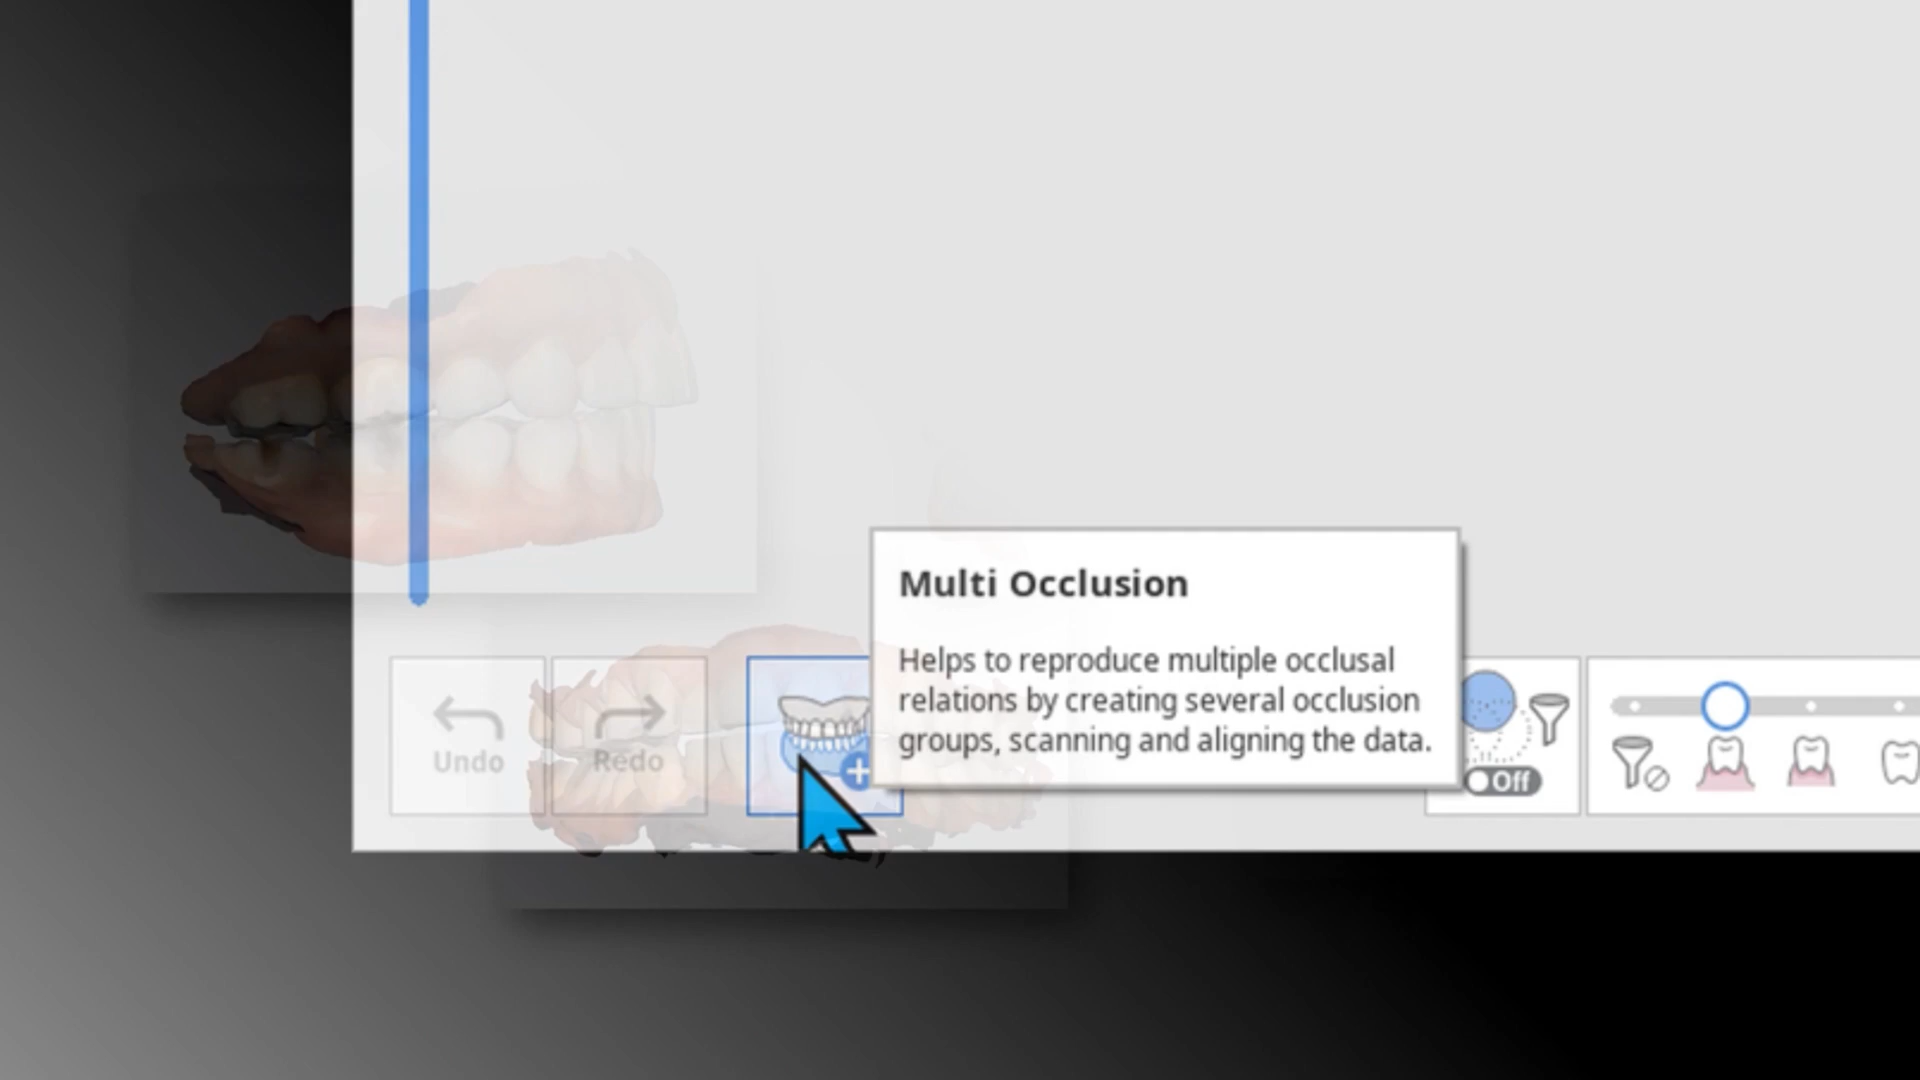 Multi Occlusion
Helps to reproduce multiple occlusal
relations by creating several occlusion
groups, scanning and aligning the data.
Undo
Redo
Off